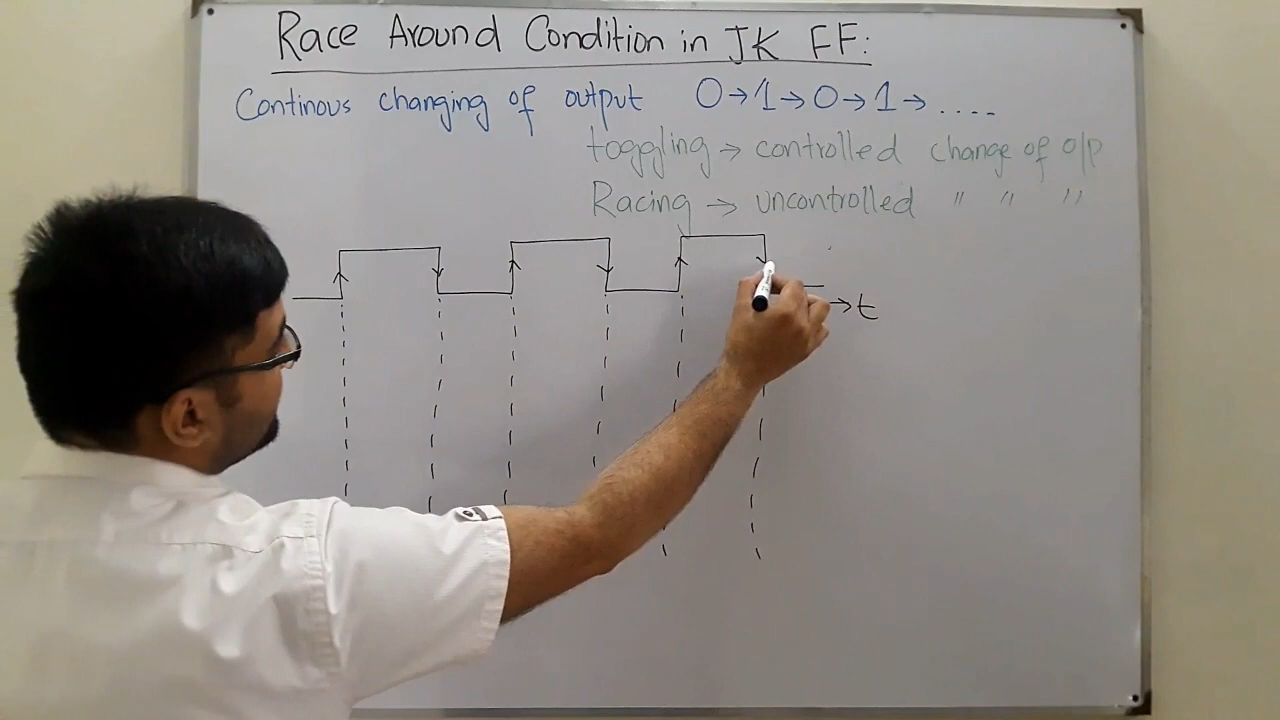 Race Around Condition in JK FF:
Continous changing of output 0→1→0→1→....
toggling → controlled change of o/p
Racing → uncontrolled " " "
→ t